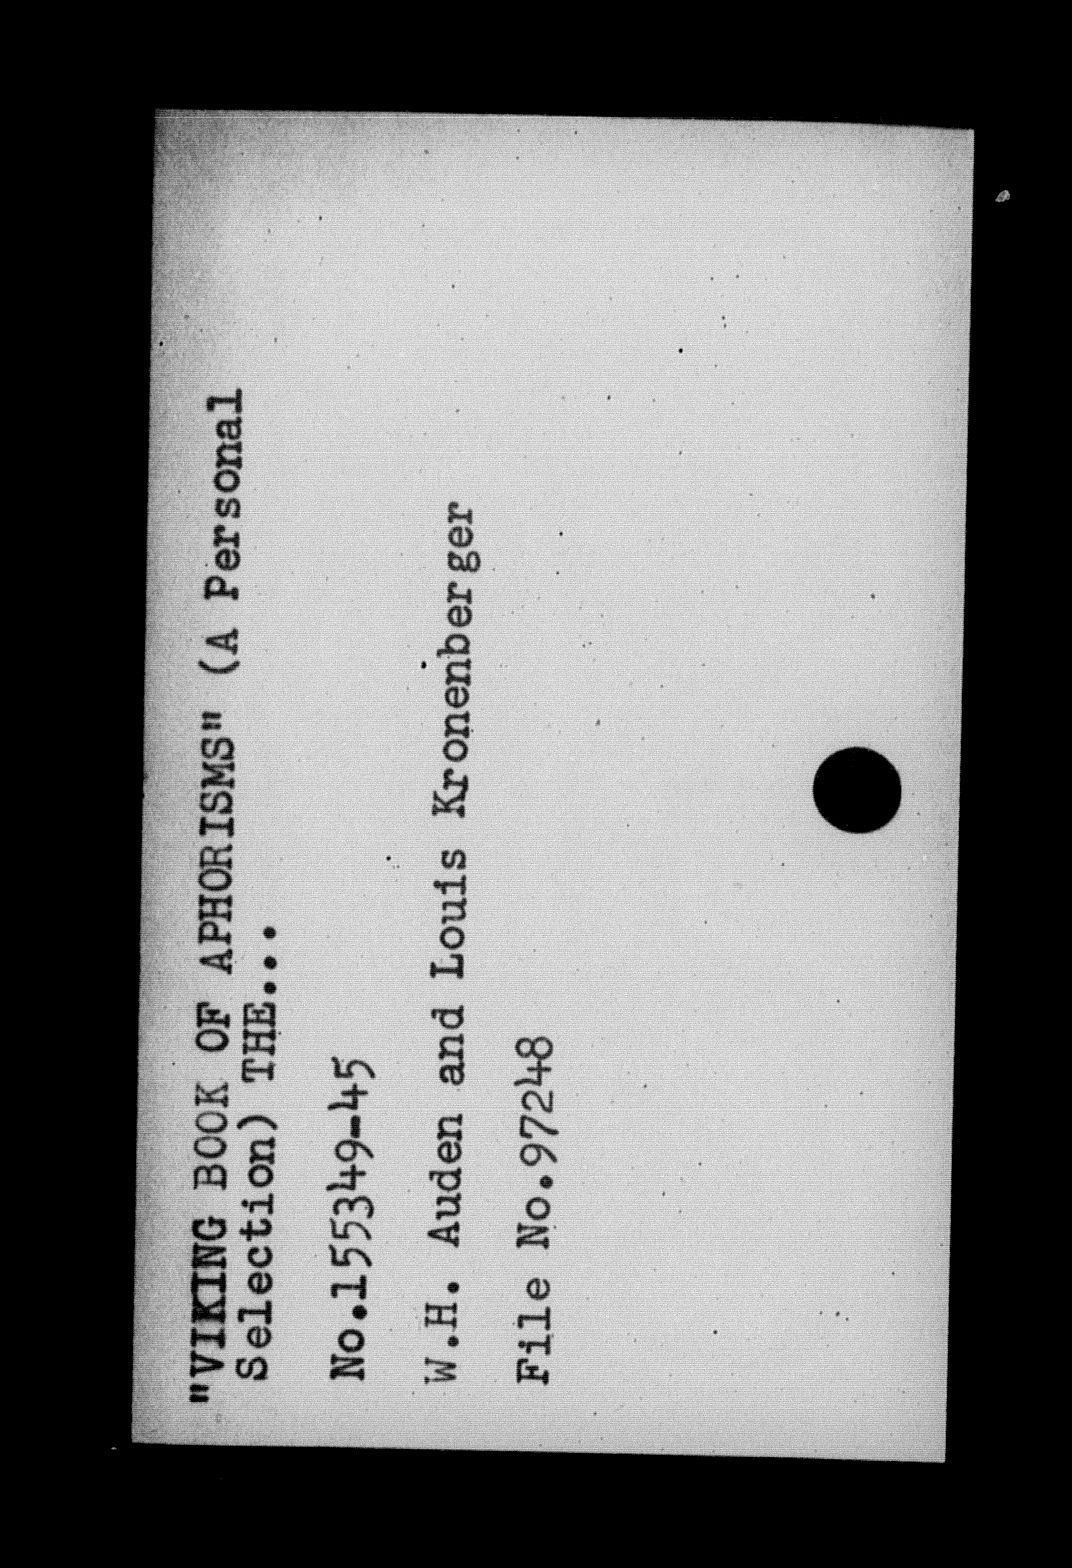 "VIKING BOOK OF APHORISMS" (A Personal
Selection) THE...
No.155349-45
W.H. Auden and Louis Kronenberger
File No.97248